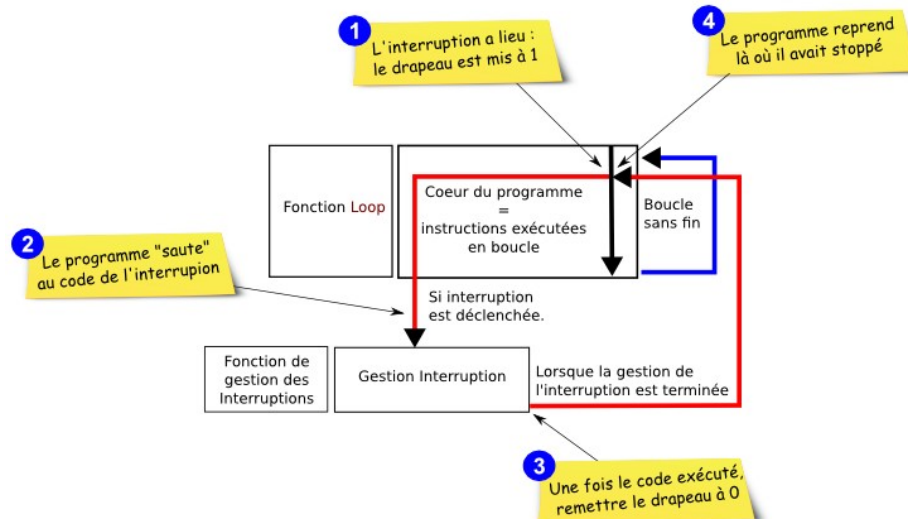 1
L'interruption a lieu :
le drapeau est mis à 1
4
Le programme reprend
là où il avait stoppé
Fonction Loop
Coeur du programme
=
instructions exécutées
en boucle
Boucle
sans fin
2
Le programme "saute"
au code de l'interrupion
Si interruption
est déclenchée.
Fonction de
gestion des
Interruptions
Gestion Interruption
Lorsque la gestion de
l'interruption est terminée
3
Une fois le code exécuté,
remettre le drapeau à 0